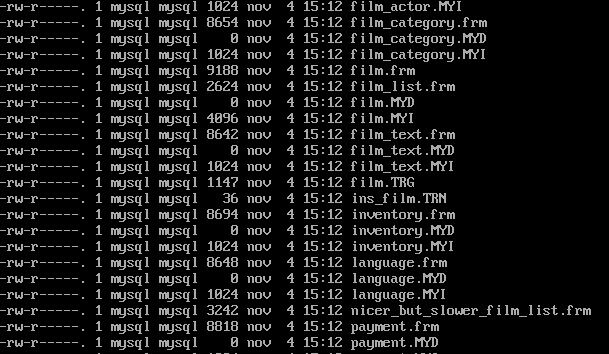 -rw-r-----. 1 mysql mysql 1024 nov  4 15:12 film_actor.MYI
-rw-r-----. 1 mysql mysql 8654 nov  4 15:12 film_category.frm
-rw-r-----. 1 mysql mysql    0 nov  4 15:12 film_category.MYD
-rw-r-----. 1 mysql mysql 1024 nov  4 15:12 film_category.MYI
-rw-r-----. 1 mysql mysql 9188 nov  4 15:12 film.frm
-rw-r-----. 1 mysql mysql 2624 nov  4 15:12 film_list.frm
-rw-r-----. 1 mysql mysql    0 nov  4 15:12 film.MYD
-rw-r-----. 1 mysql mysql 4096 nov  4 15:12 film.MYI
-rw-r-----. 1 mysql mysql 8642 nov  4 15:12 film_text.frm
-rw-r-----. 1 mysql mysql    0 nov  4 15:12 film_text.MYD
-rw-r-----. 1 mysql mysql 1024 nov  4 15:12 film_text.MYI
-rw-r-----. 1 mysql mysql 1147 nov  4 15:12 film.TRG
-rw-r-----. 1 mysql mysql   36 nov  4 15:12 ins_film.TRN
-rw-r-----. 1 mysql mysql 8694 nov  4 15:12 inventory.frm
-rw-r-----. 1 mysql mysql    0 nov  4 15:12 inventory.MYD
-rw-r-----. 1 mysql mysql 1024 nov  4 15:12 inventory.MYI
-rw-r-----. 1 mysql mysql 8648 nov  4 15:12 language.frm
-rw-r-----. 1 mysql mysql    0 nov  4 15:12 language.MYD
-rw-r-----. 1 mysql mysql 1024 nov  4 15:12 language.MYI
-rw-r-----. 1 mysql mysql 3242 nov  4 15:12 nicer_but_slower_film_list.frm
-rw-r-----. 1 mysql mysql 8818 nov  4 15:12 payment.frm
-rw-r-----. 1 mysql mysql    0 nov  4 15:12 payment.MYD